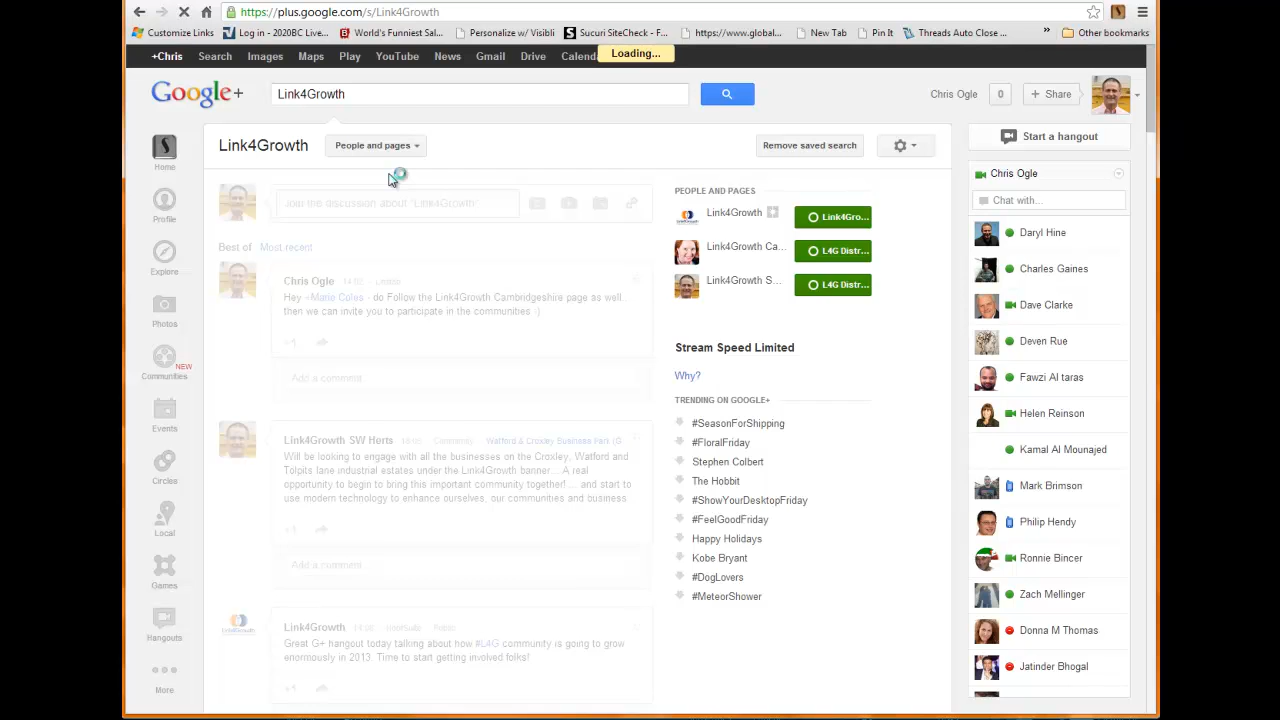 https://plus.google.com/s/Link4Growth
Customize Links
Log in - 2020BC Live...
World's Funniest Sal...
Personalize w/ Visibli
Sucuri SiteCheck - F...
https://www.global...
New Tab
Pin It
Threads Auto Close ...
»
Other bookmarks
+Chris Search Images Maps Play YouTube News Gmail Drive Calenda
Loading...
Google+
Link4Growth
Chris Ogle
0
+ Share
Link4Growth
People and pages
Remove saved search
Start a hangout
Home
Profile
Explore
Photos
NEW
Communities
Events
Circles
Local
Games
Hangouts
More
Join the discussion about "Link4Growth"
Best of Most recent
Chris Ogle 14:02 Limited
Hey +Marie Coles - do Follow the Link4Growth Cambridgeshire page as well..
then we can invite you to participate in the communities :)
+1
Add a comment...
Link4Growth SW Herts Community
Will be looking to engage with all the businesses on the Croxley, Watford and
Tolpits lane industrial estates under the Link4Growth banner... A real
opportunity to begin to bring this important community together! ... and start to
use modern technology to enhance ourselves, our communities and business
+1
Add a comment...
Link4Growth 14:00 HootSuite Public
Great G+ hangout today talking about how #L4G community is going to grow
enormously in 2013. Time to start getting involved folks!
+1
PEOPLE AND PAGES
Link4Growth
Link4Gro...
Link4Growth Ca...
L4G Distr...
Link4Growth S...
L4G Distr...
Stream Speed Limited
Why?
TRENDING ON GOOGLE+
#SeasonForShipping
#FloralFriday
Stephen Colbert
The Hobbit
#ShowYourDesktopFriday
#FeelGoodFriday
Happy Holidays
Kobe Bryant
#DogLovers
#MeteorShower
Chris Ogle
Chat with...
Daryl Hine
Charles Gaines
Dave Clarke
Deven Rue
Fawzi Al taras
Helen Reinson
Kamal Al Mounajed
Mark Brimson
Philip Hendy
Ronnie Bincer
Zach Mellinger
Donna M Thomas
Jatinder Bhogal